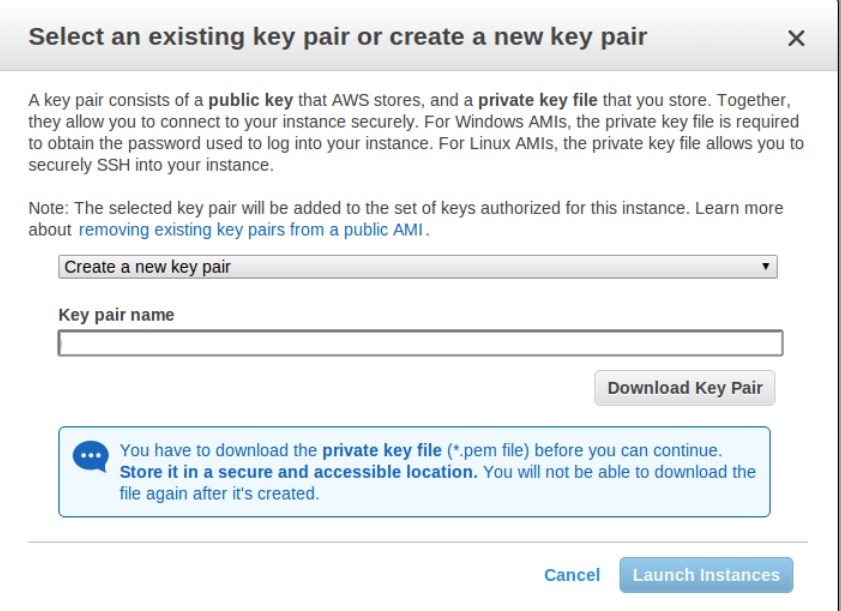 Select an existing key pair or create a new key pair
A key pair consists of a public key that AWS stores, and a private key file that you store. Together,
they allow you to connect to your instance securely. For Windows AMIs, the private key file is required
to obtain the password used to log into your instance. For Linux AMIs, the private key file allows you to
securely SSH into your instance.
Note: The selected key pair will be added to the set of keys authorized for this instance. Learn more
about removing existing key pairs from a public AMI.
Create a new key pair
Key pair name
Download Key Pair
You have to download the private key file (*.pem file) before you can continue.
Store it in a secure and accessible location. You will not be able to download the
file again after it's created.
Cancel
Launch Instances